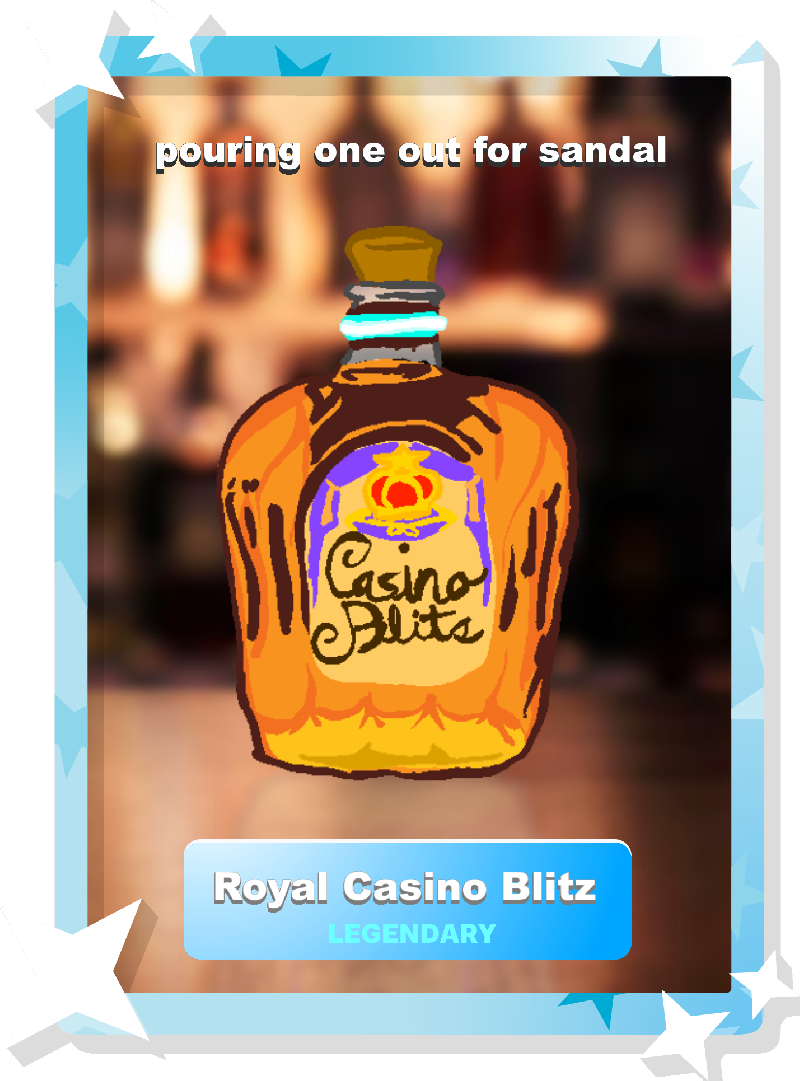 pouring one out for sandal
Casino
Blits
Royal Casino Blitz
LEGENDARY